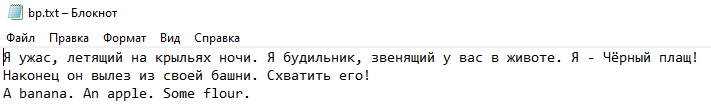 bp.txt – Блокнот
Файл Правка Формат Вид Справка
Я ужас, летящий на крыльях ночи. Я будильник, звенящий у вас в животе. Я - Чёрный плащ!
Наконец он вылез из своей башни. Схватить его!
A banana. An apple. Some flour.